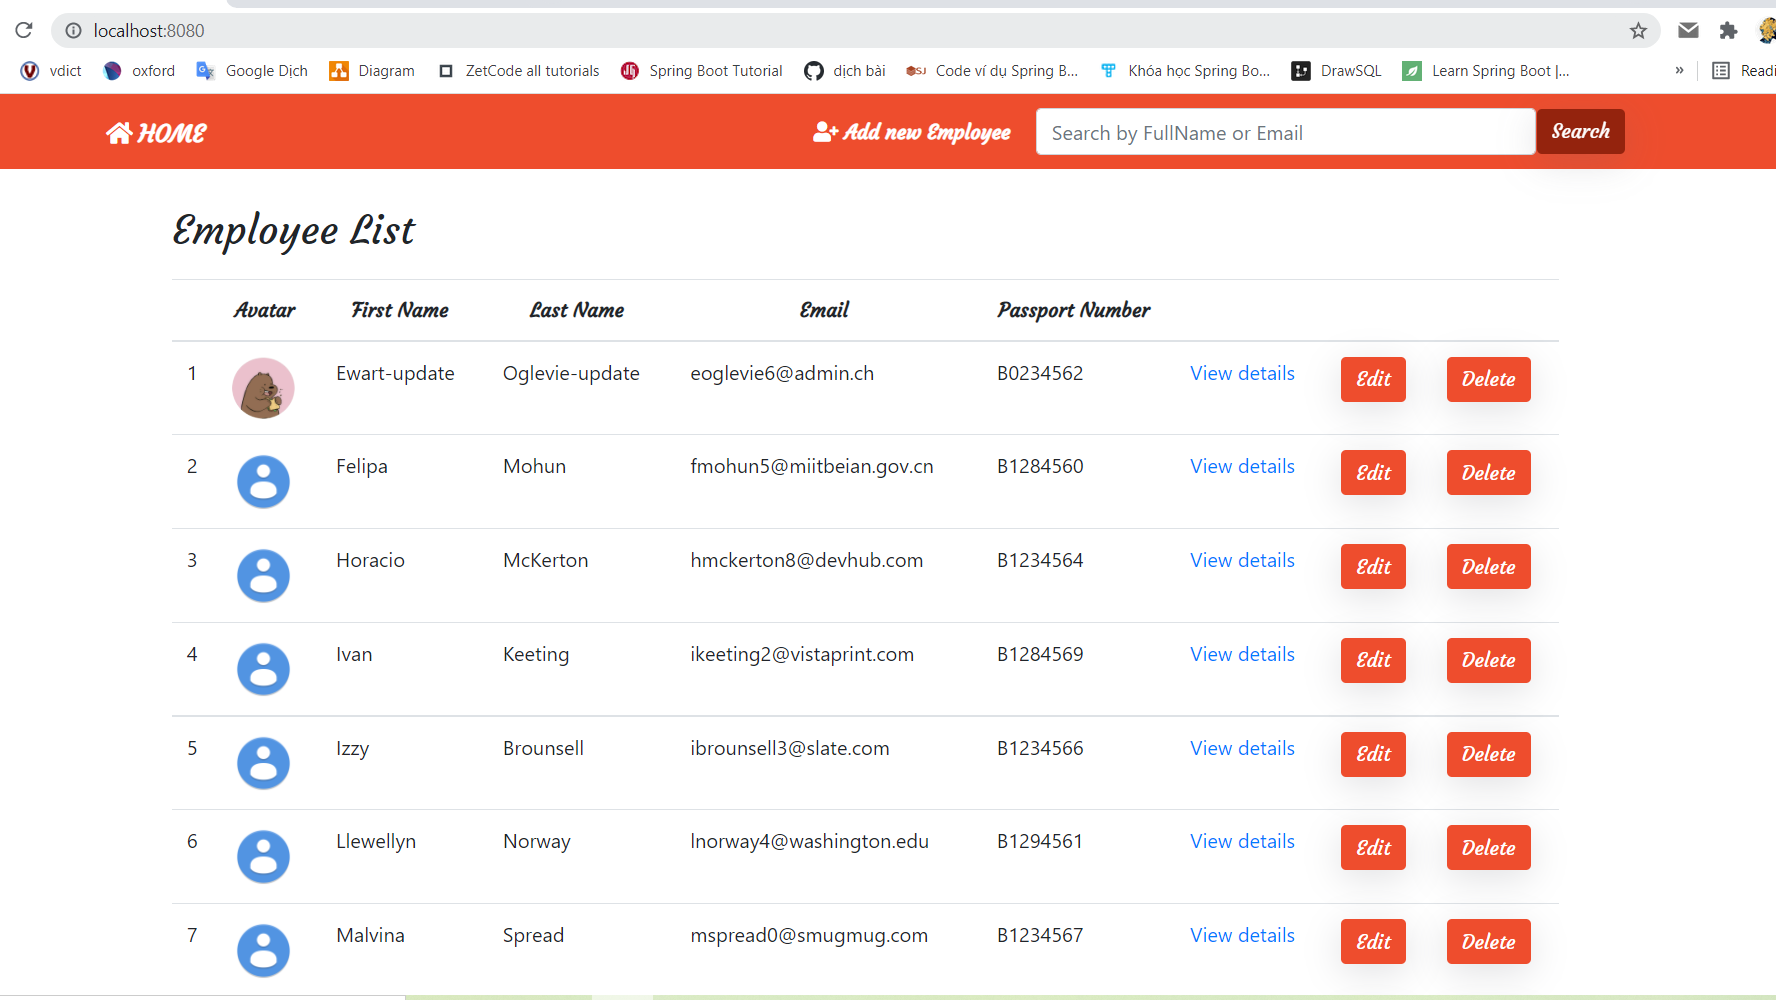 localhost:8080
vdict oxford Google Dịch Diagram ZetCode all tutorials Spring Boot Tutorial dịch bài Code ví dụ Spring B... Khóa học Spring Bo... DrawSQL Learn Spring Boot |... »
HOME Add new Employee Search by FullName or Email Search
Employee List
Avatar First Name Last Name Email Passport Number
1 Ewart-update Oglevie-update eoglevie6@admin.ch B0234562 View details Edit Delete
2 Felipa Mohun fmohun5@miitbeian.gov.cn B1284560 View details Edit Delete
3 Horacio McKerton hmckerton8@devhub.com B1234564 View details Edit Delete
4 Ivan Keeting ikeeting2@vistaprint.com B1284569 View details Edit Delete
5 Izzy Brounsell ibrounsell3@slate.com B1234566 View details Edit Delete
6 Llewellyn Norway lnorway4@washington.edu B1294561 View details Edit Delete
7 Malvina Spread mspread0@smugmug.com B1234567 View details Edit Delete